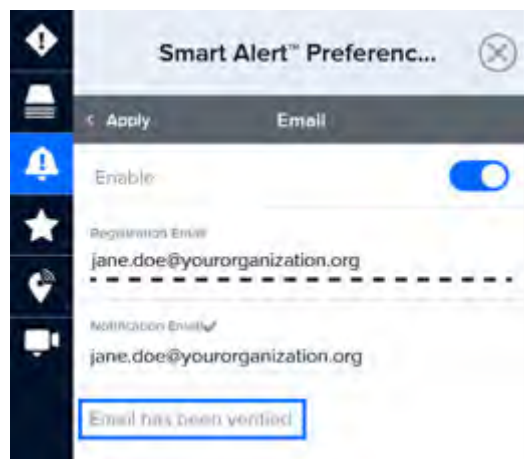 Smart Alert™ Preferenc...
< Apply
Email
Enable
Registration Email
jane.doe@yourorganization.org
Notification Email✓
jane.doe@yourorganization.org
Email has been verified